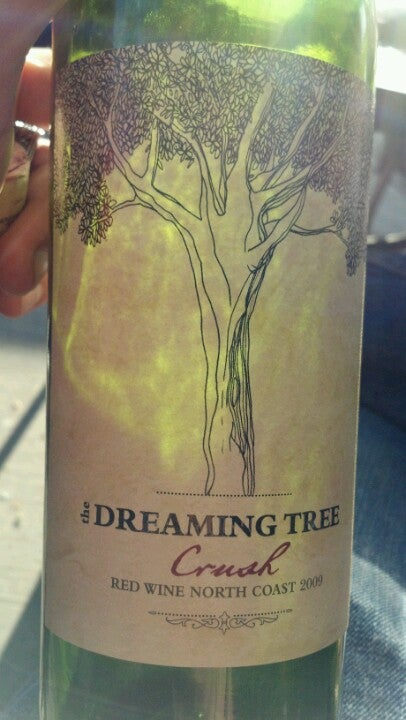 the DREAMING TREE
Crush
RED WINE NORTH COAST 2009